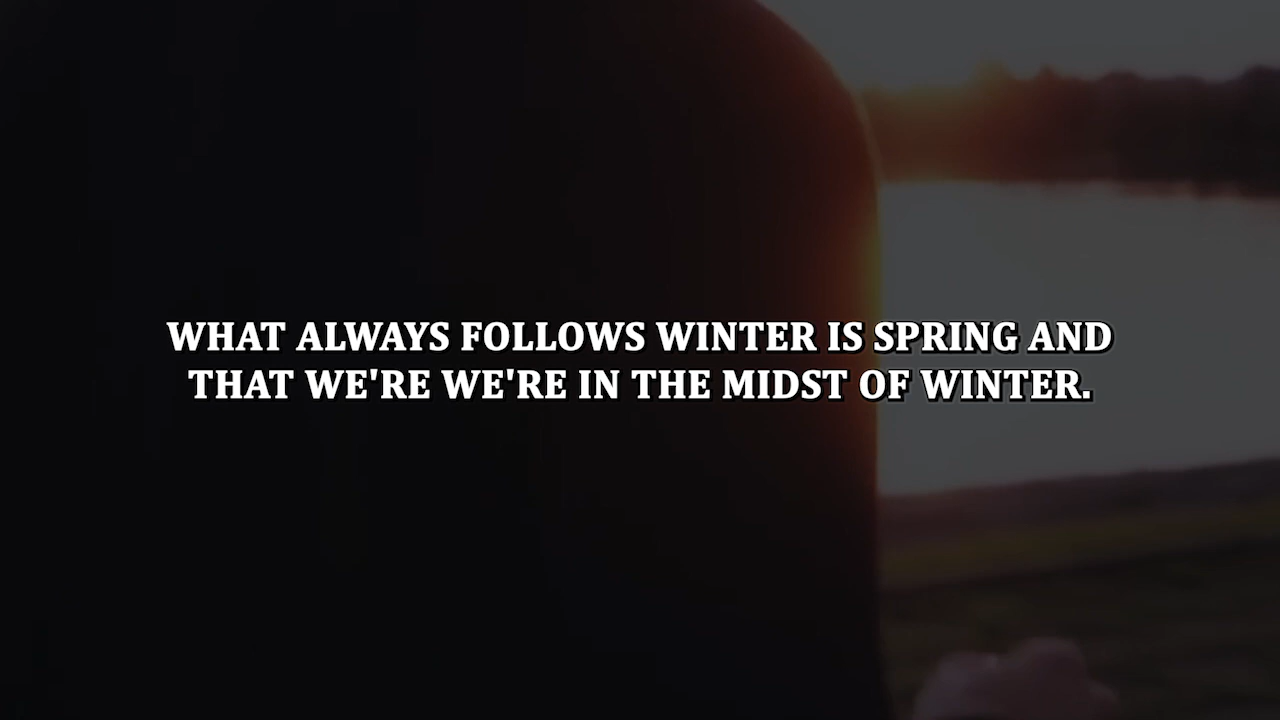 WHAT ALWAYS FOLLOWS WINTER IS SPRING AND
THAT WE'RE WE'RE IN THE MIDST OF WINTER.